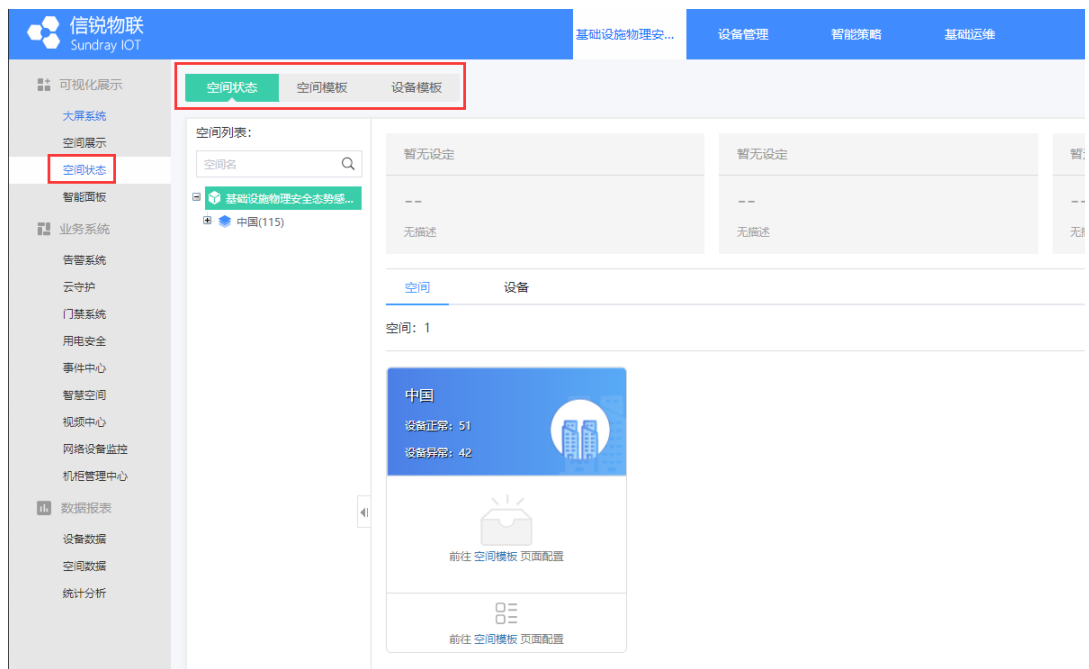 信锐物联
Sundray IOT
基础设施物理安...
设备管理
智能策略
基础运维
可视化展示
大屏系统
空间展示
空间状态
智能面板
业务系统
告警系统
云守护
门禁系统
用电安全
事件中心
智慧空间
视频中心
网络设备监控
机柜管理中心
数据报表
设备数据
空间数据
统计分析
空间状态
空间模板
设备模板
空间列表:
空间名
基础设施物理安全态势感...
中国(115)
暂无设定
--
无描述
暂无设定
--
无描述
暂
--
无
空间
设备
空间: 1
中国
设备正常: 51
设备异常: 42
前往 空间模板 页面配置
前往 空间模板 页面配置